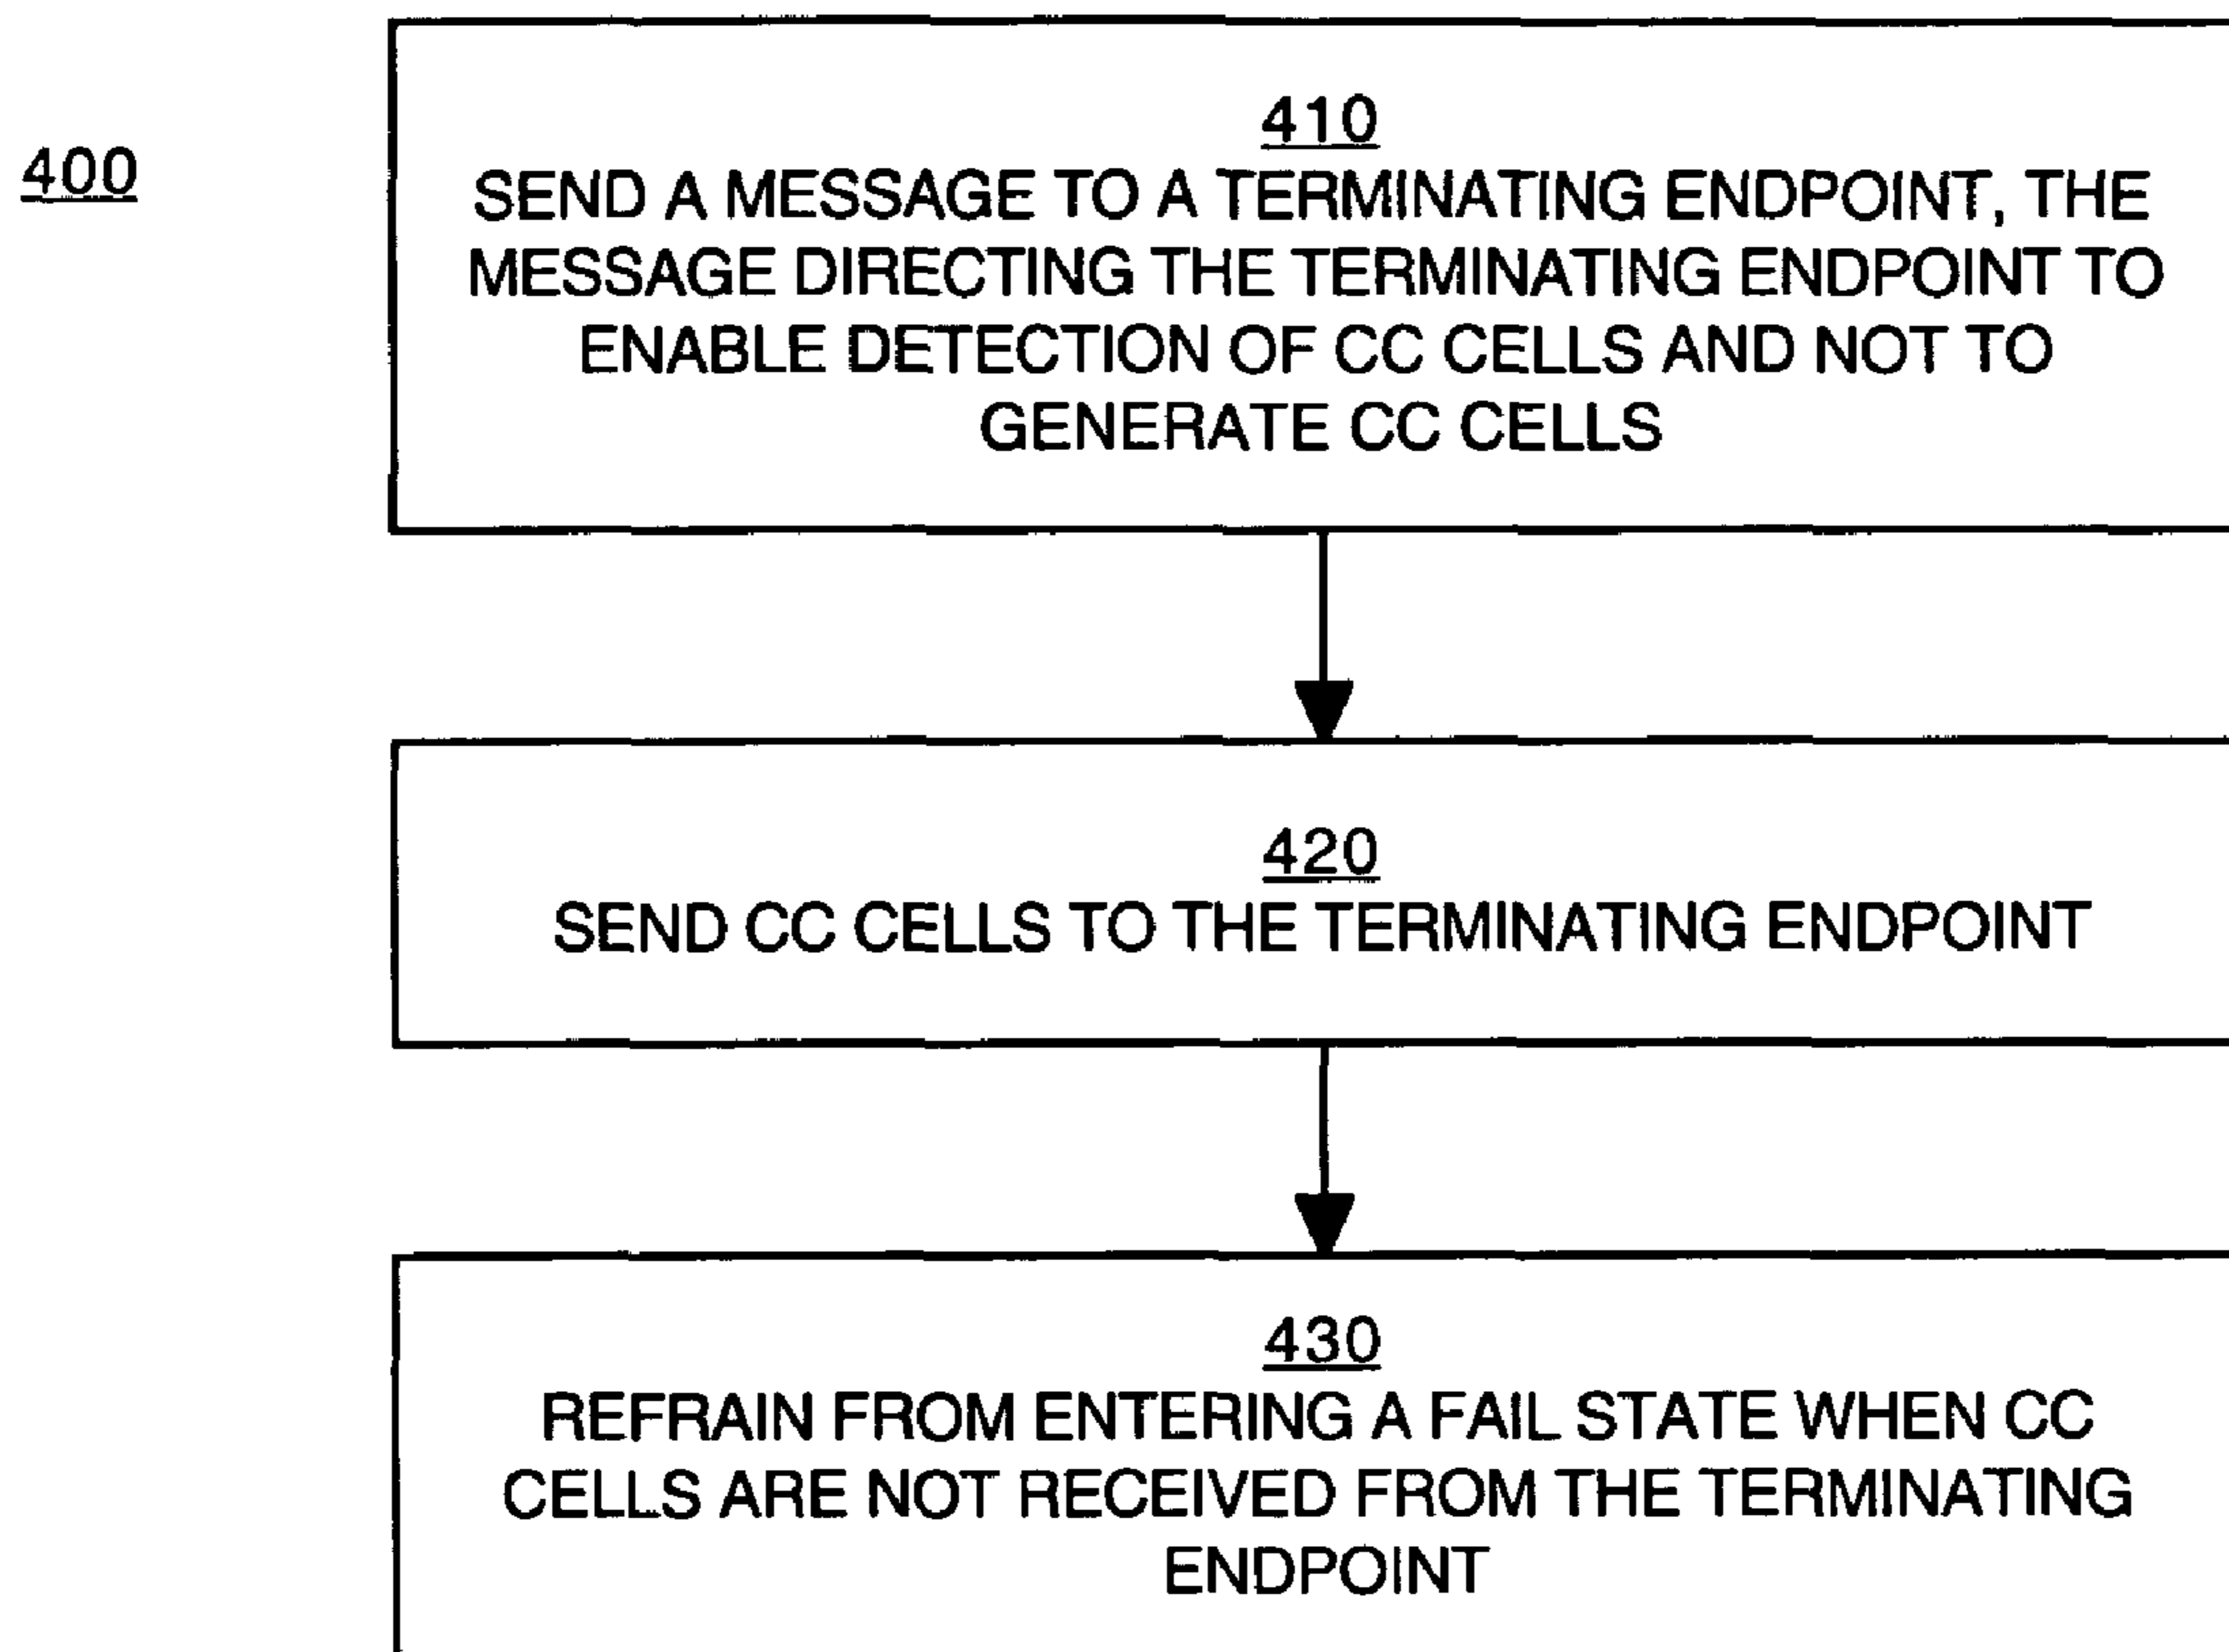 400
410
SEND A MESSAGE TO A TERMINATING ENDPOINT, THE
MESSAGE DIRECTING THE TERMINATING ENDPOINT TO
ENABLE DETECTION OF CC CELLS AND NOT TO
GENERATE CC CELLS
420
SEND CC CELLS TO THE TERMINATING ENDPOINT
430
REFRAIN FROM ENTERING A FAIL STATE WHEN CC
CELLS ARE NOT RECEIVED FROM THE TERMINATING
ENDPOINT